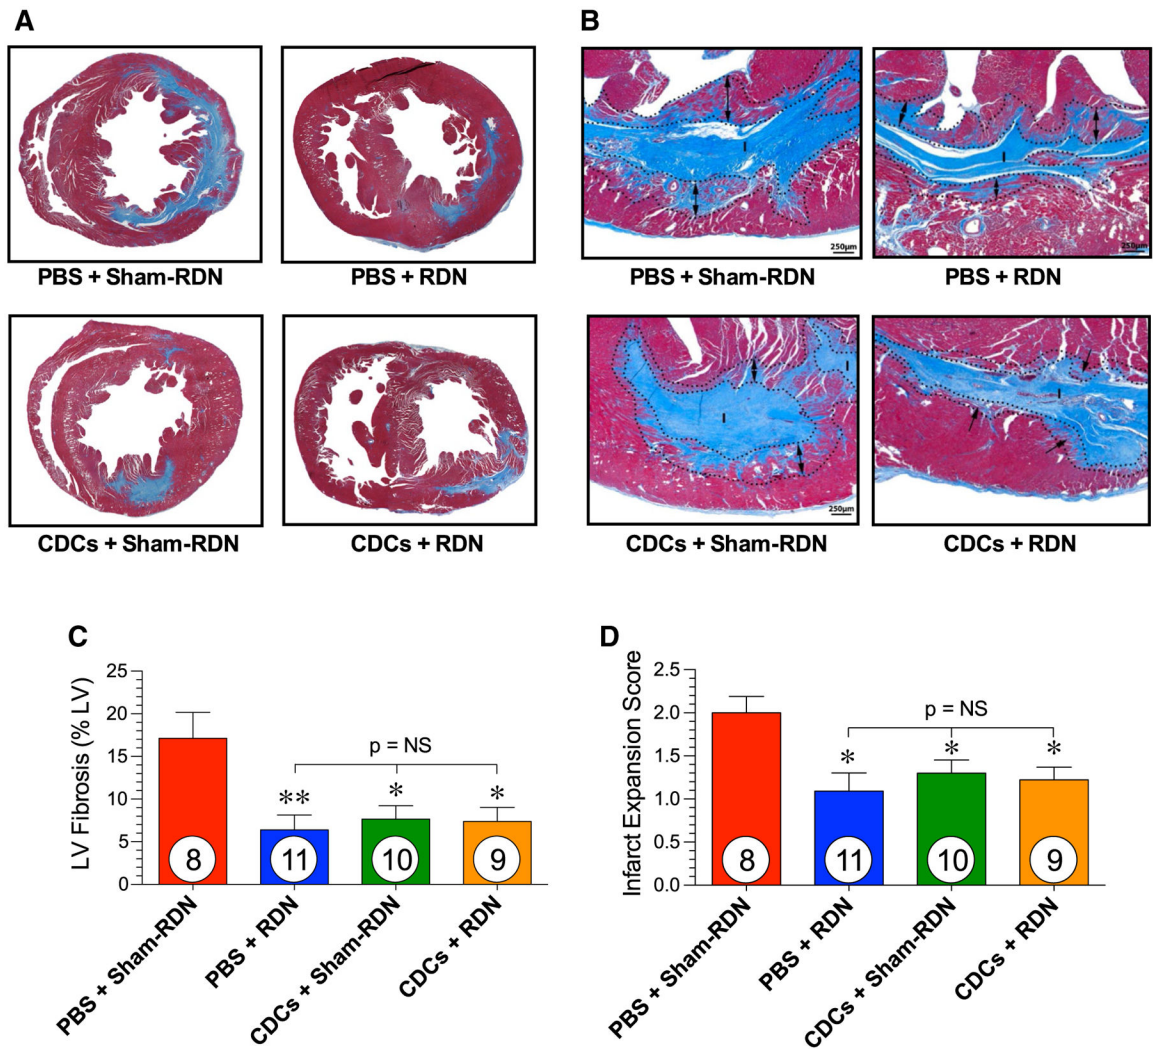 A
B
PBS + Sham-RDN
PBS + RDN
I
250µm
PBS + Sham-RDN
I
250µm
PBS + RDN
CDCs + Sham-RDN
CDCs + RDN
I
I
250µm
CDCs + Sham-RDN
I
CDCs + RDN
C
LV Fibrosis (% LV)
25
20
15
10
5
0
p = NS
**
*
*
8
11
10
9
PBS + Sham-RDN
PBS + RDN
CDCs + Sham-RDN
CDCs + RDN
D
Infarct Expansion Score
2.5
2.0
1.5
1.0
0.5
0.0
p = NS
*
*
*
8
11
10
9
PBS + Sham-RDN
PBS + RDN
CDCs + Sham-RDN
CDCs + RDN